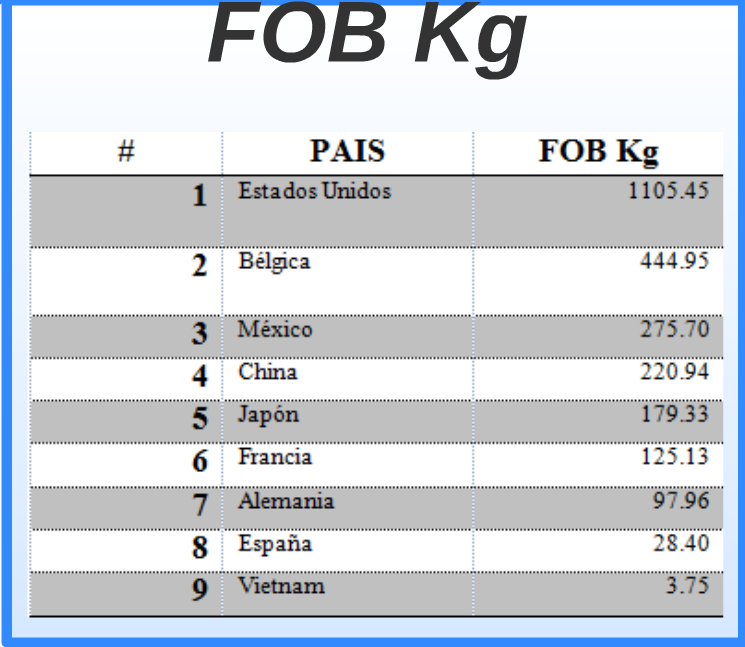 FOB Kg
# PAIS FOB Kg
1 Estados Unidos 1105.45
2 Bélgica 444.95
3 México 275.70
4 China 220.94
5 Japón 179.33
6 Francia 125.13
7 Alemania 97.96
8 España 28.40
9 Vietnam 3.75